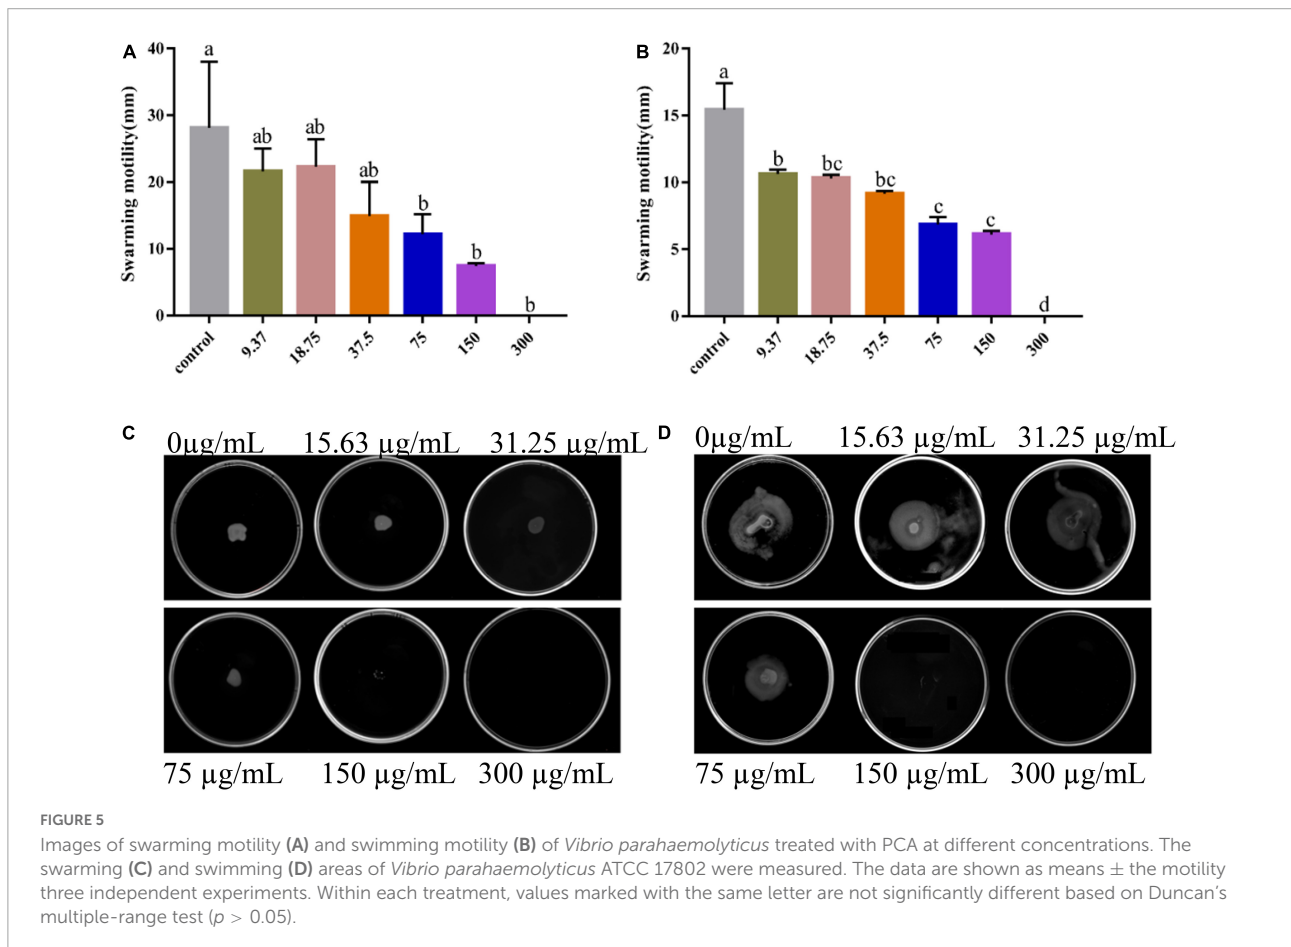 A
40
30
20
10
0
Swarming motility(mm)
a
ab
ab
ab
b
b
b
control
9.37
18.75
37.5
75
150
300
B
20
15
10
5
0
Swarming motility(mm)
a
b
bc
bc
c
c
d
control
9.37
18.75
37.5
75
150
300
C
0µg/mL 15.63 µg/mL 31.25 µg/mL
75 µg/mL 150 µg/mL 300 µg/mL
D
0µg/mL 15.63 µg/mL 31.25 µg/mL
75 µg/mL 150 µg/mL 300 µg/mL
FIGURE 5
Images of swarming motility (A) and swimming motility (B) of Vibrio parahaemolyticus treated with PCA at different concentrations. The
swarming (C) and swimming (D) areas of Vibrio parahaemolyticus ATCC 17802 were measured. The data are shown as means ± the motility
three independent experiments. Within each treatment, values marked with the same letter are not significantly different based on Duncan’s
multiple-range test (p > 0.05).